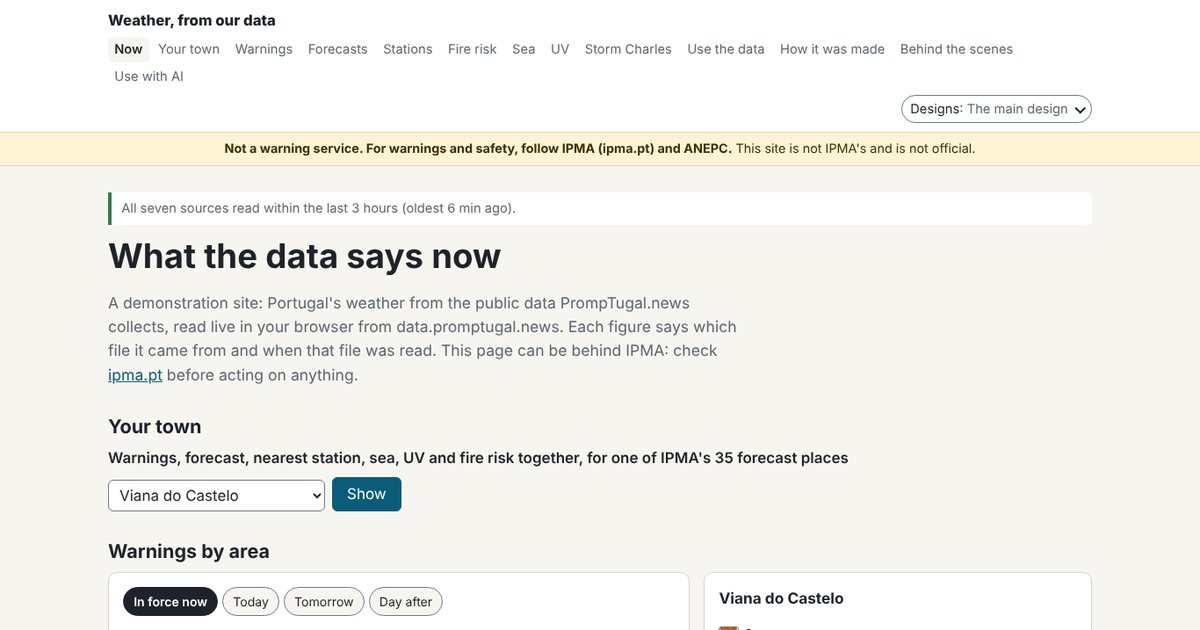 Weather, from our data
Now Your town Warnings Forecasts Stations Fire risk Sea UV Storm Charles Use the data How it was made Behind the scenes
Use with AI
Designs: The main design
Not a warning service. For warnings and safety, follow IPMA (ipma.pt) and ANEPC. This site is not IPMA's and is not official.
All seven sources read within the last 3 hours (oldest 6 min ago).
What the data says now
A demonstration site: Portugal's weather from the public data PrompTugal.news
collects, read live in your browser from data.promptugal.news. Each figure says which
file it came from and when that file was read. This page can be behind IPMA: check
ipma.pt before acting on anything.
Your town
Warnings, forecast, nearest station, sea, UV and fire risk together, for one of IPMA's 35 forecast places
Viana do Castelo Show
Warnings by area
In force now Today Tomorrow Day after
Viana do Castelo